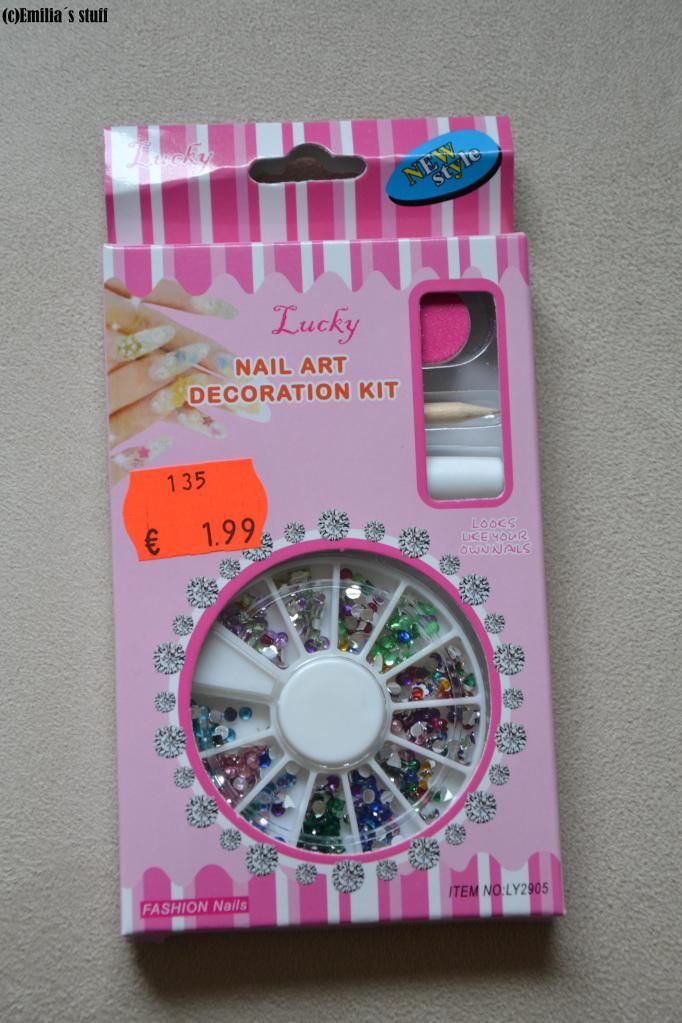 (c)Emilia´s stuff
Lucky
NEW
style
Lucky
NAIL ART
DECORATION KIT
135
€ 1.99
LOOKS
LIKE YOUR
OWN NAILS
ITEM NO:LY2905
FASHION Nails